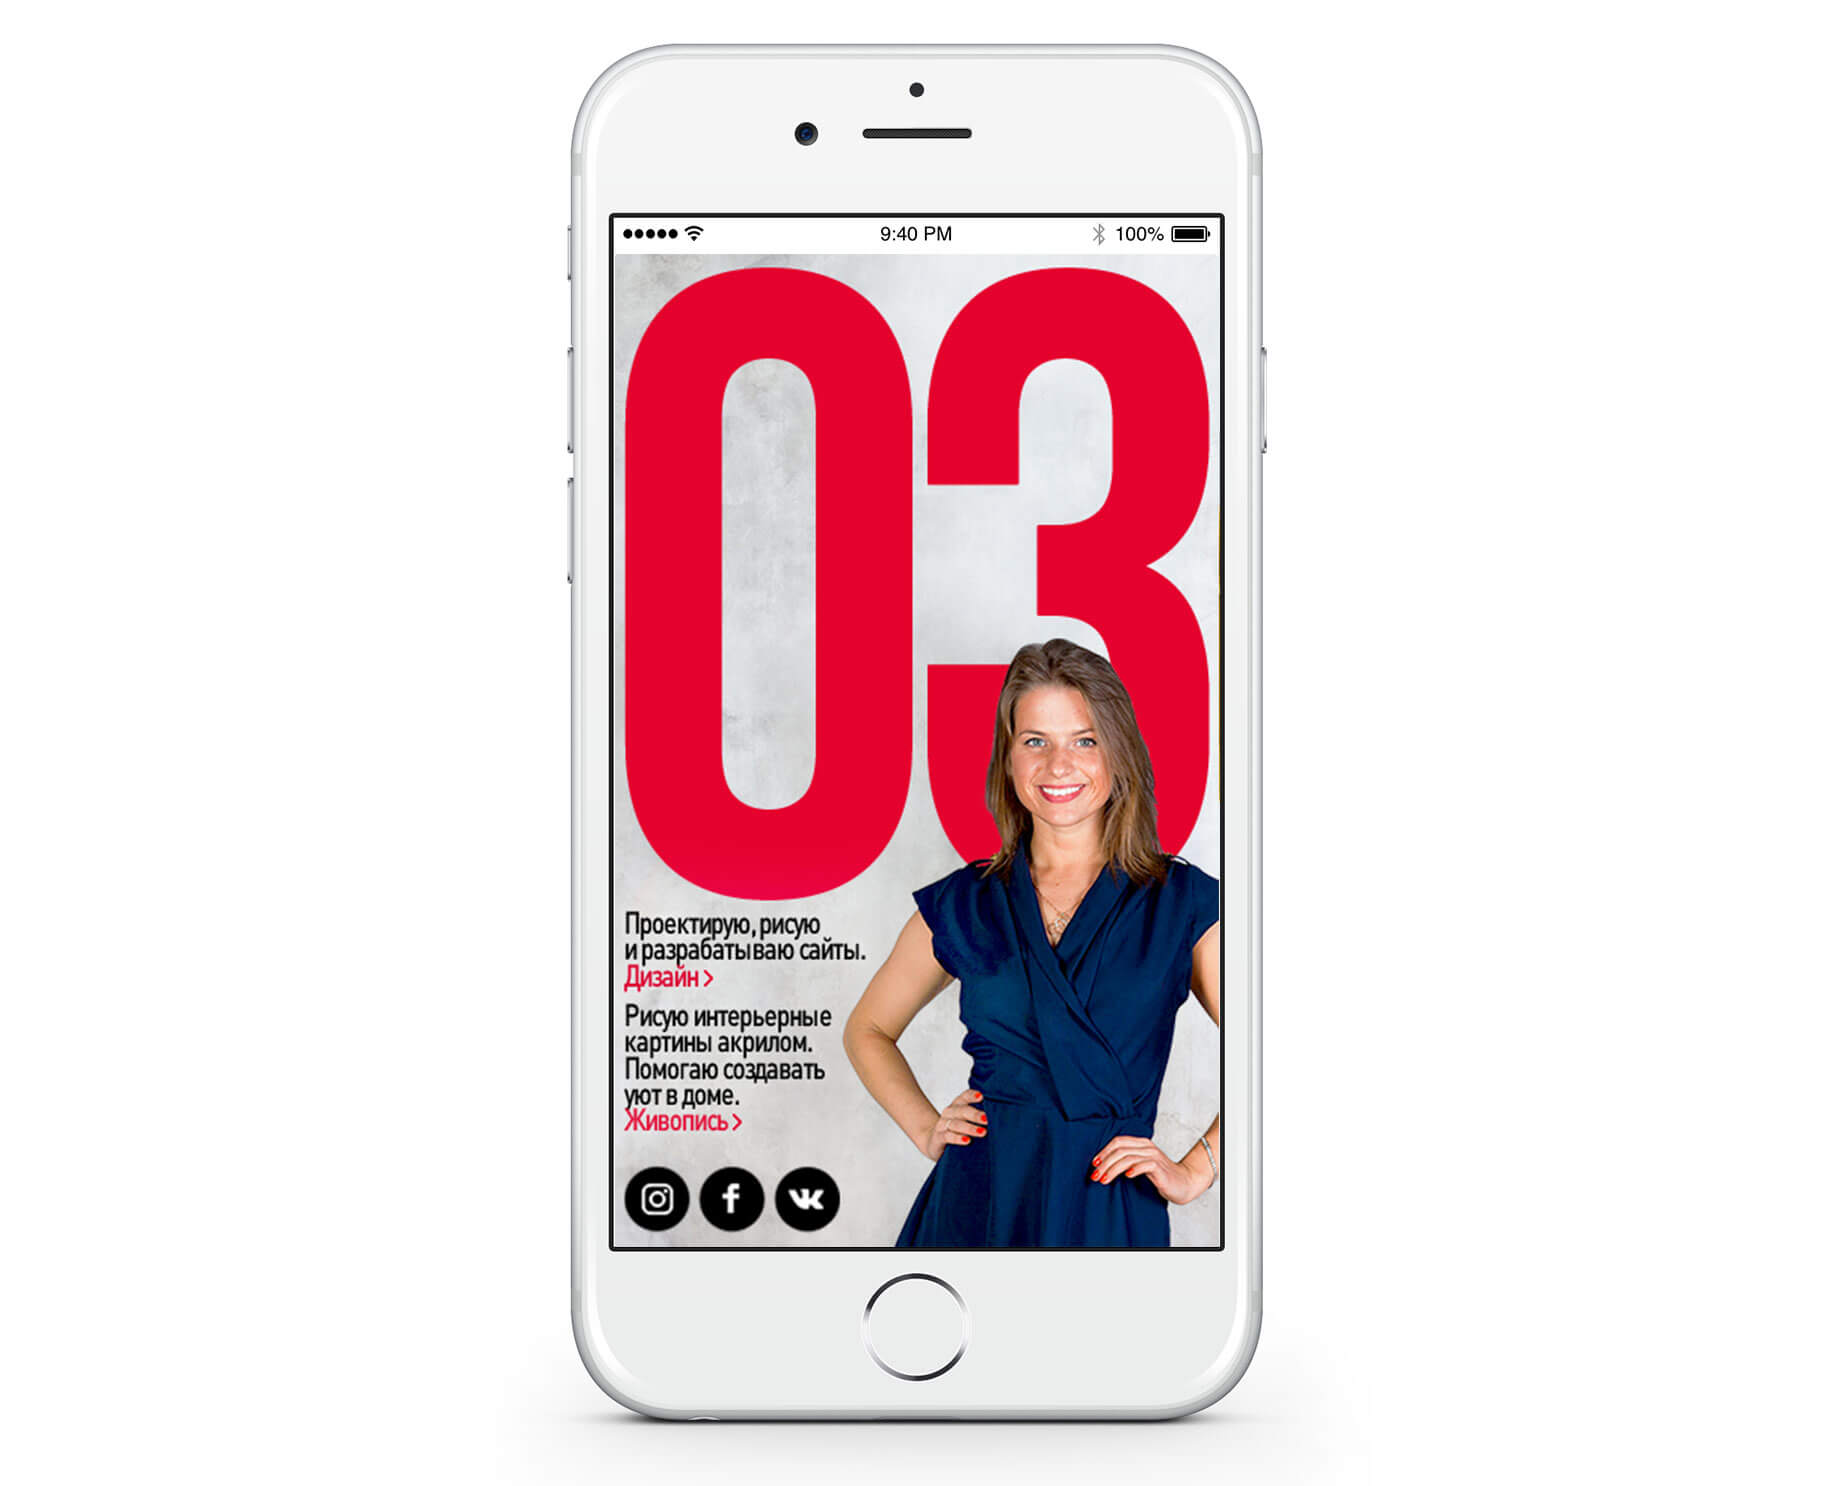 9:40 PM 100%
03
Проектирую, рисую
и разрабатываю сайты.
Дизайн >
Рисую интерьерные
картины акрилом.
Помогаю создавать
уют в доме.
Живопись >